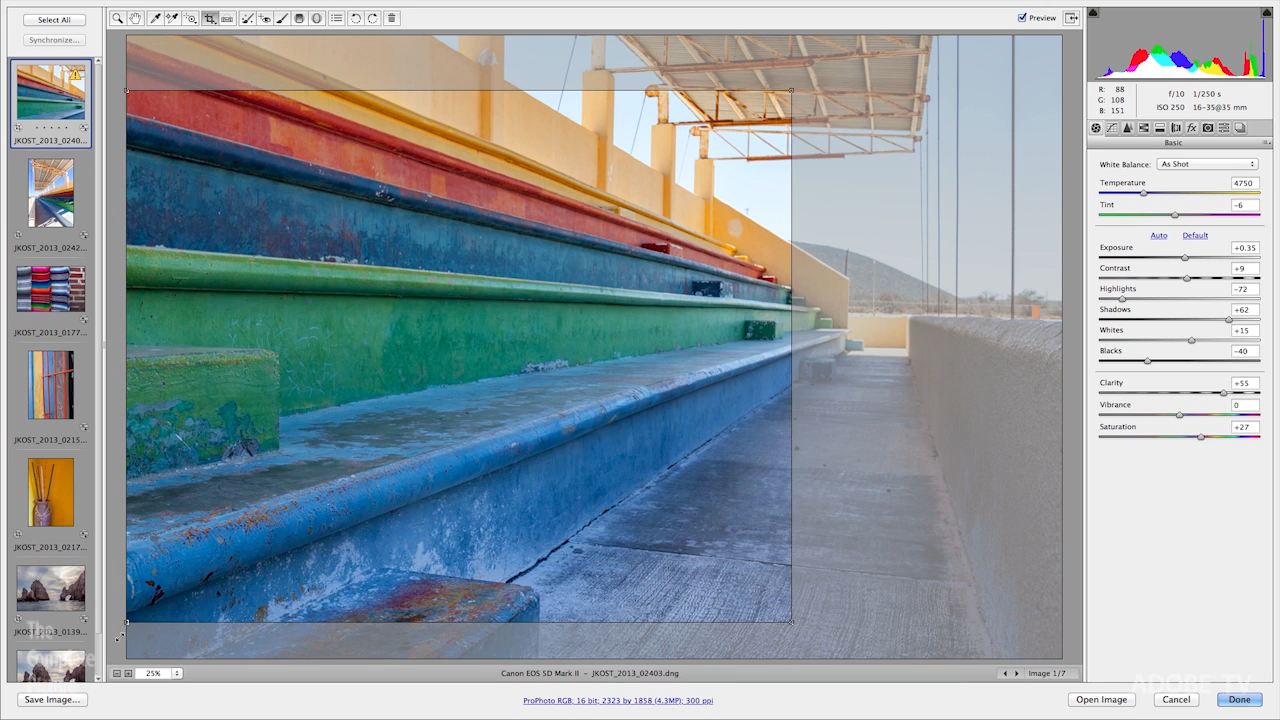 Select All
Synchronize...
JKOST_2013_0240...
JKOST_2013_0242...
JKOST_2013_0177...
JKOST_2013_0215...
JKOST_2013_0217...
JKOST_2013_0139...
The
Complete
Save Image...
Preview
25%
Canon EOS 5D Mark II – JKOST_2013_02403.dng
Image 1/7
ProPhoto RGB; 16 bit; 2323 by 1858 (4.3MP); 300 ppi
R: 88
G: 108
B: 151
f/10 1/250 s
ISO 250 16-35@35 mm
fx
Basic
White Balance: As Shot
Temperature 4750
Tint -6
Auto Default
Exposure +0.35
Contrast +9
Highlights -72
Shadows +62
Whites +15
Blacks -40
Clarity +55
Vibrance 0
Saturation +27
ADOBE TV
Open Image Cancel Done